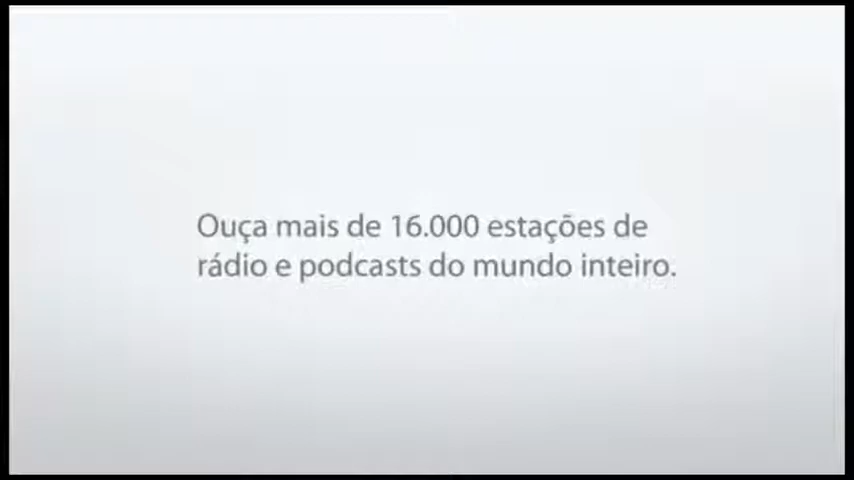 Ouça mais de 16.000 estações de
rádio e podcasts do mundo inteiro.